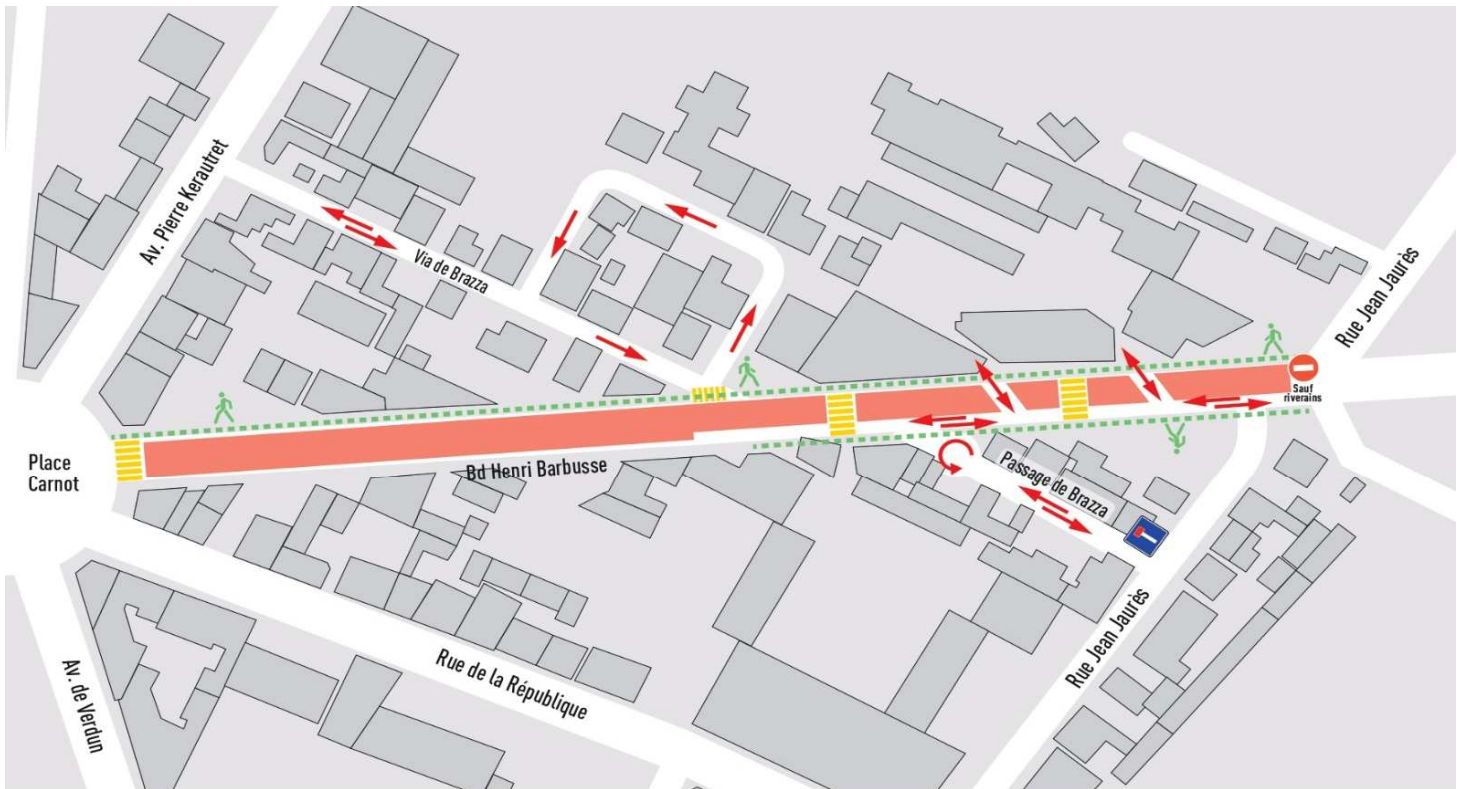 Av. Pierre Kerautret
Via de Brazza
Rue Jean Jaurès
Sauf
riverains
Place
Carnot
Bd Henri Barbusse
Passage de Brazza
Rue Jean Jaurès
Rue de la République
Av. de Verdun